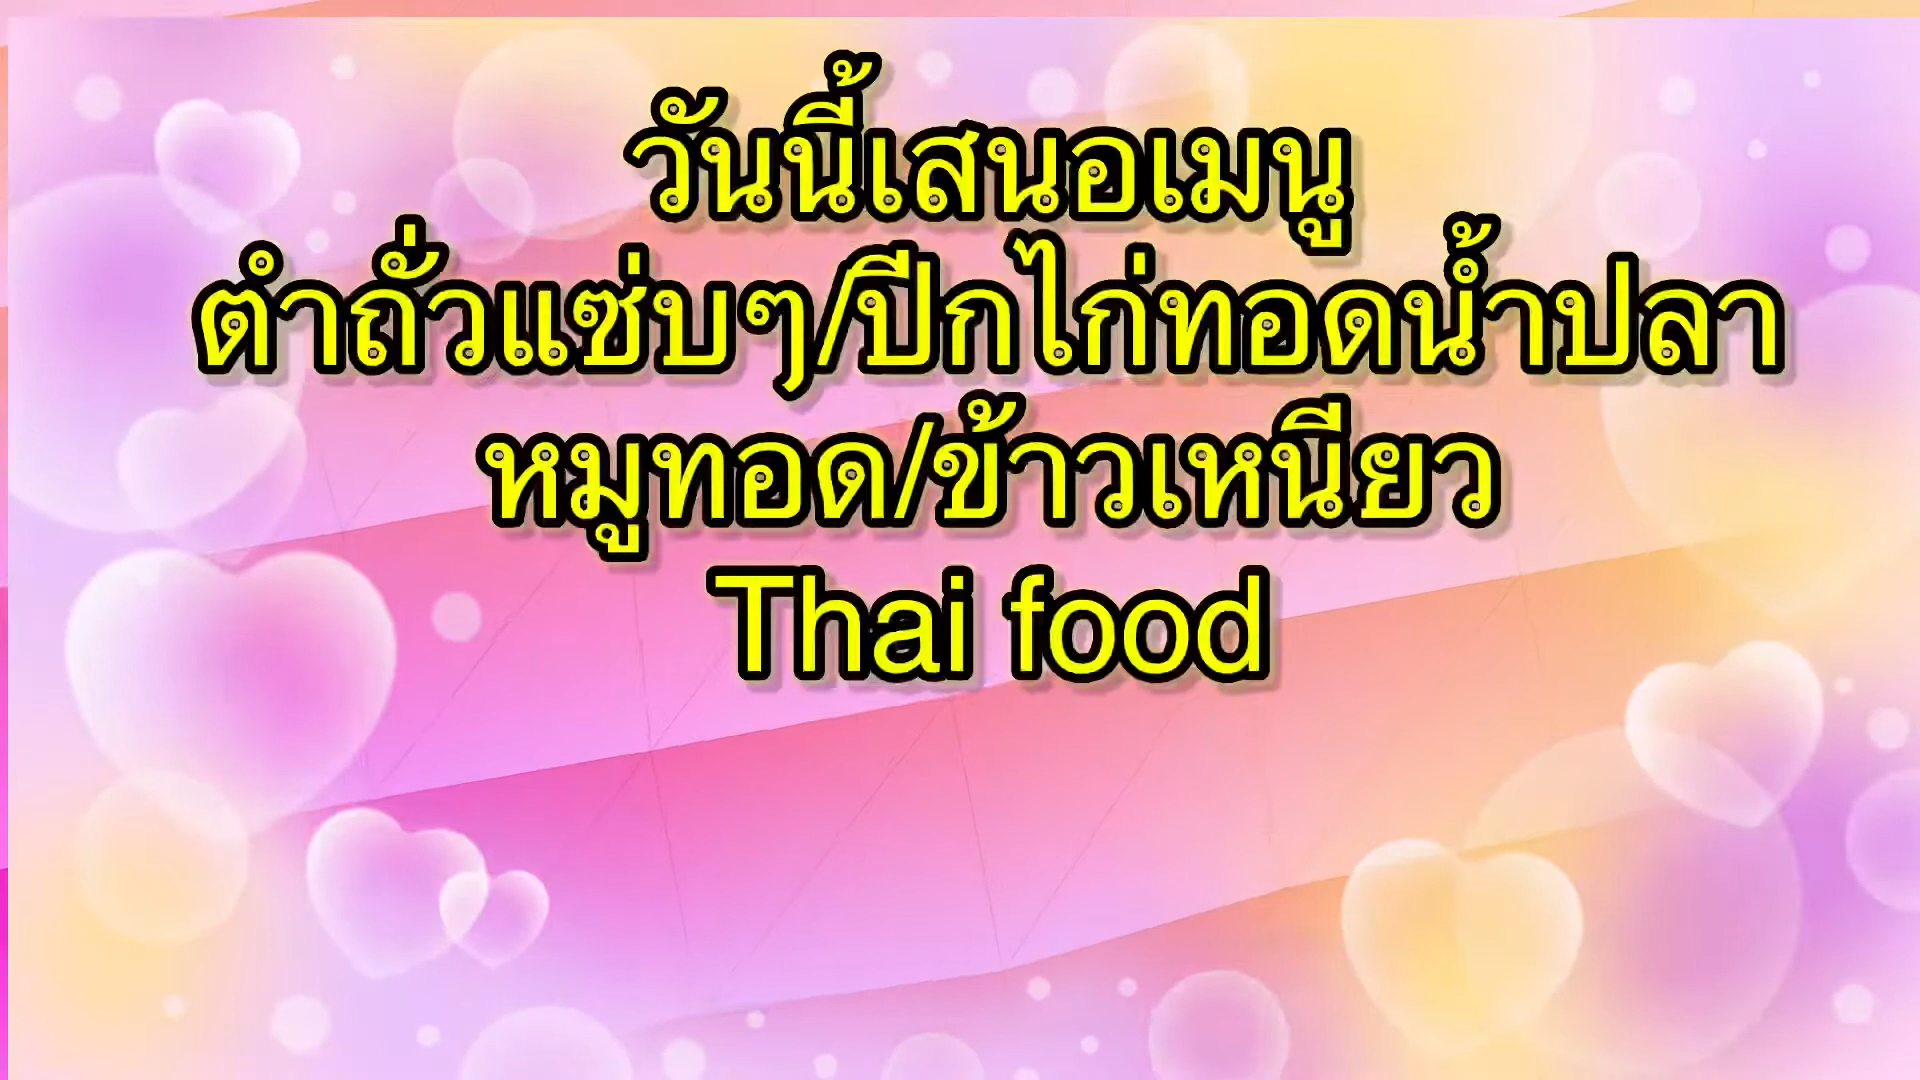 วันนี้เสนอเมนู
ตำถั่วแซ่บๆ/ปีกไก่ทอดน้ำปลา
หมูทอด/ข้าวเหนียว
Thai food